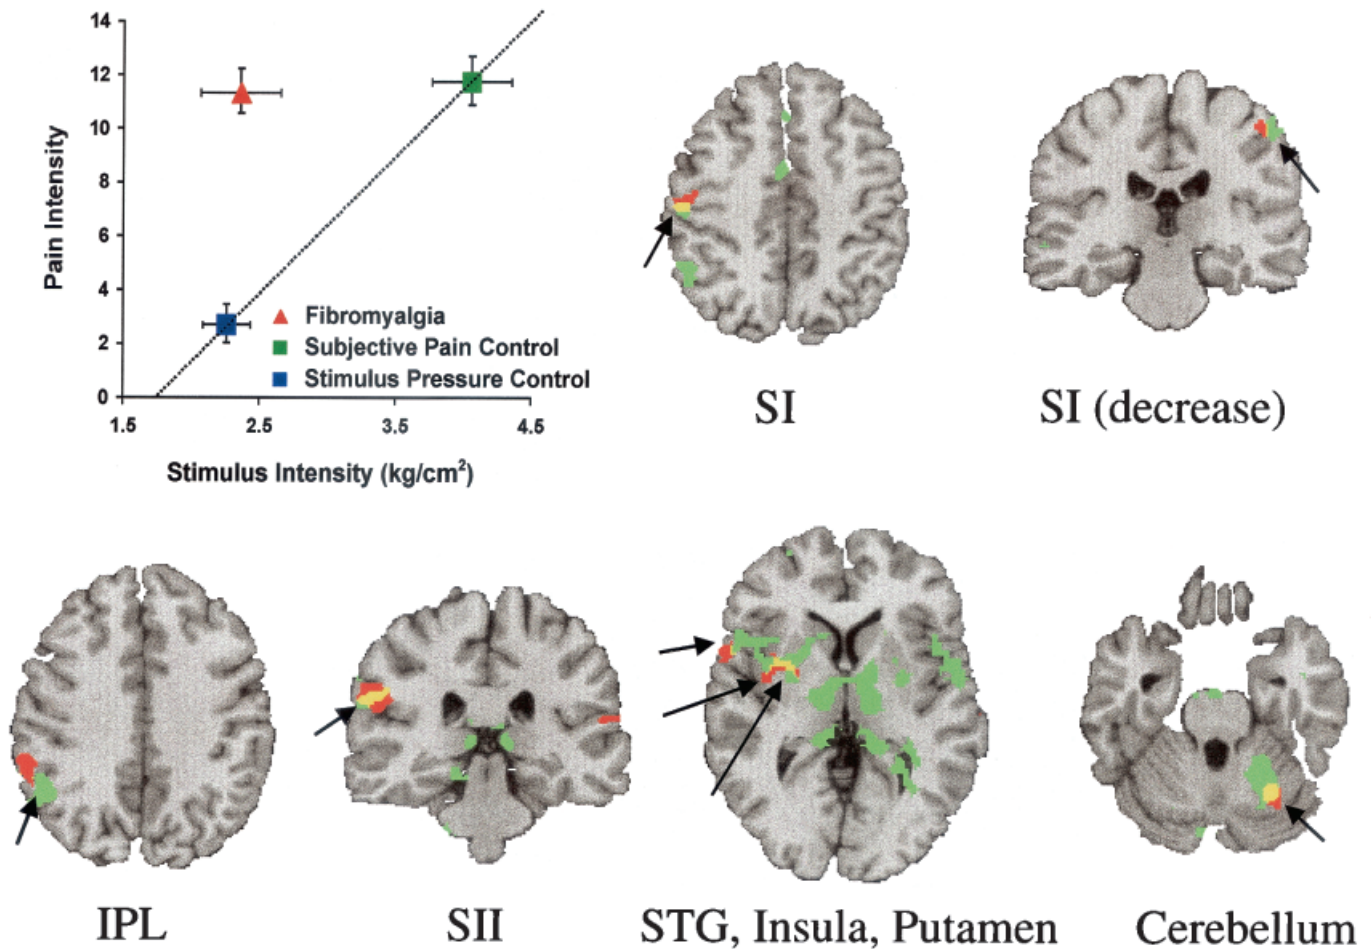 14
12
10
8
6
4
2
0
Pain Intensity
Fibromyalgia
Subjective Pain Control
Stimulus Pressure Control
1.5 2.5 3.5 4.5
Stimulus Intensity (kg/cm²)
SI
SI (decrease)
IPL
SII
STG, Insula, Putamen
Cerebellum